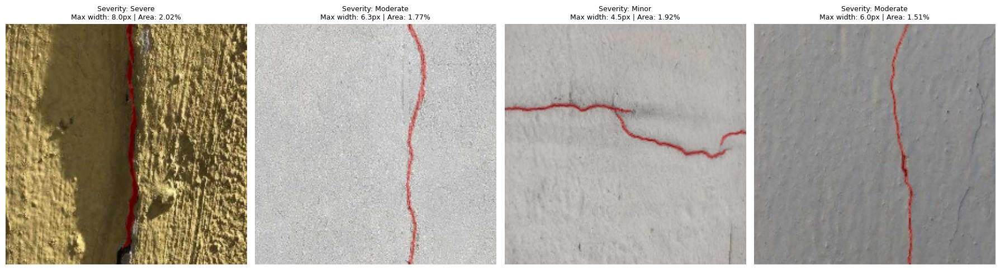 Severity: Severe
Max width: 8.0px | Area: 2.02%
Severity: Moderate
Max width: 6.3px | Area: 1.77%
Severity: Minor
Max width: 4.5px | Area: 1.92%
Severity: Moderate
Max width: 6.0px | Area: 1.51%